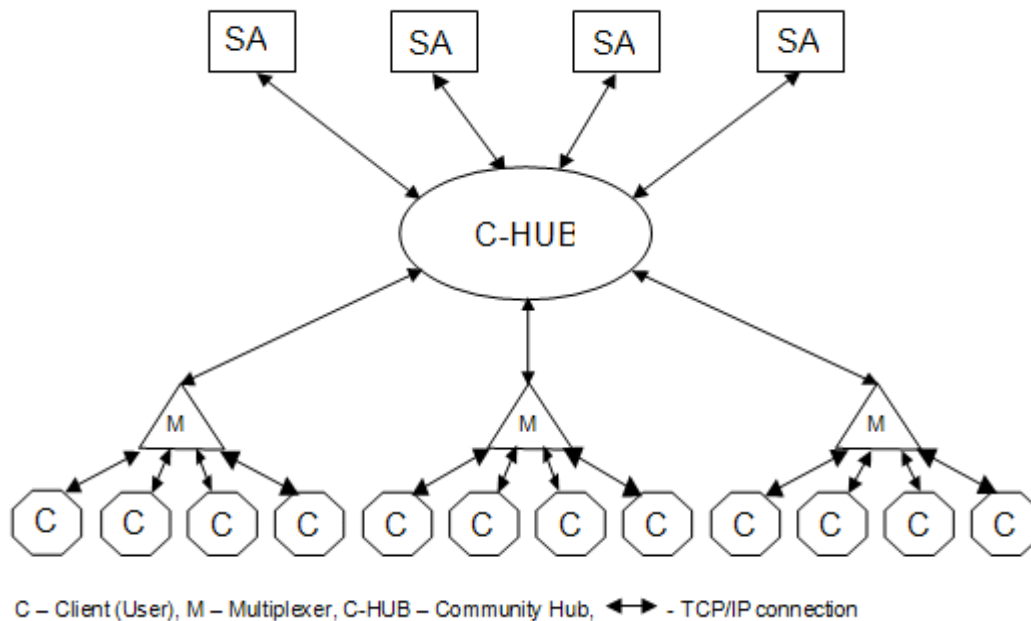 SA SA SA SA
C-HUB
M M M
C C C C C C C C C C C C
C – Client (User), M – Multiplexer, C-HUB – Community Hub, - TCP/IP connection